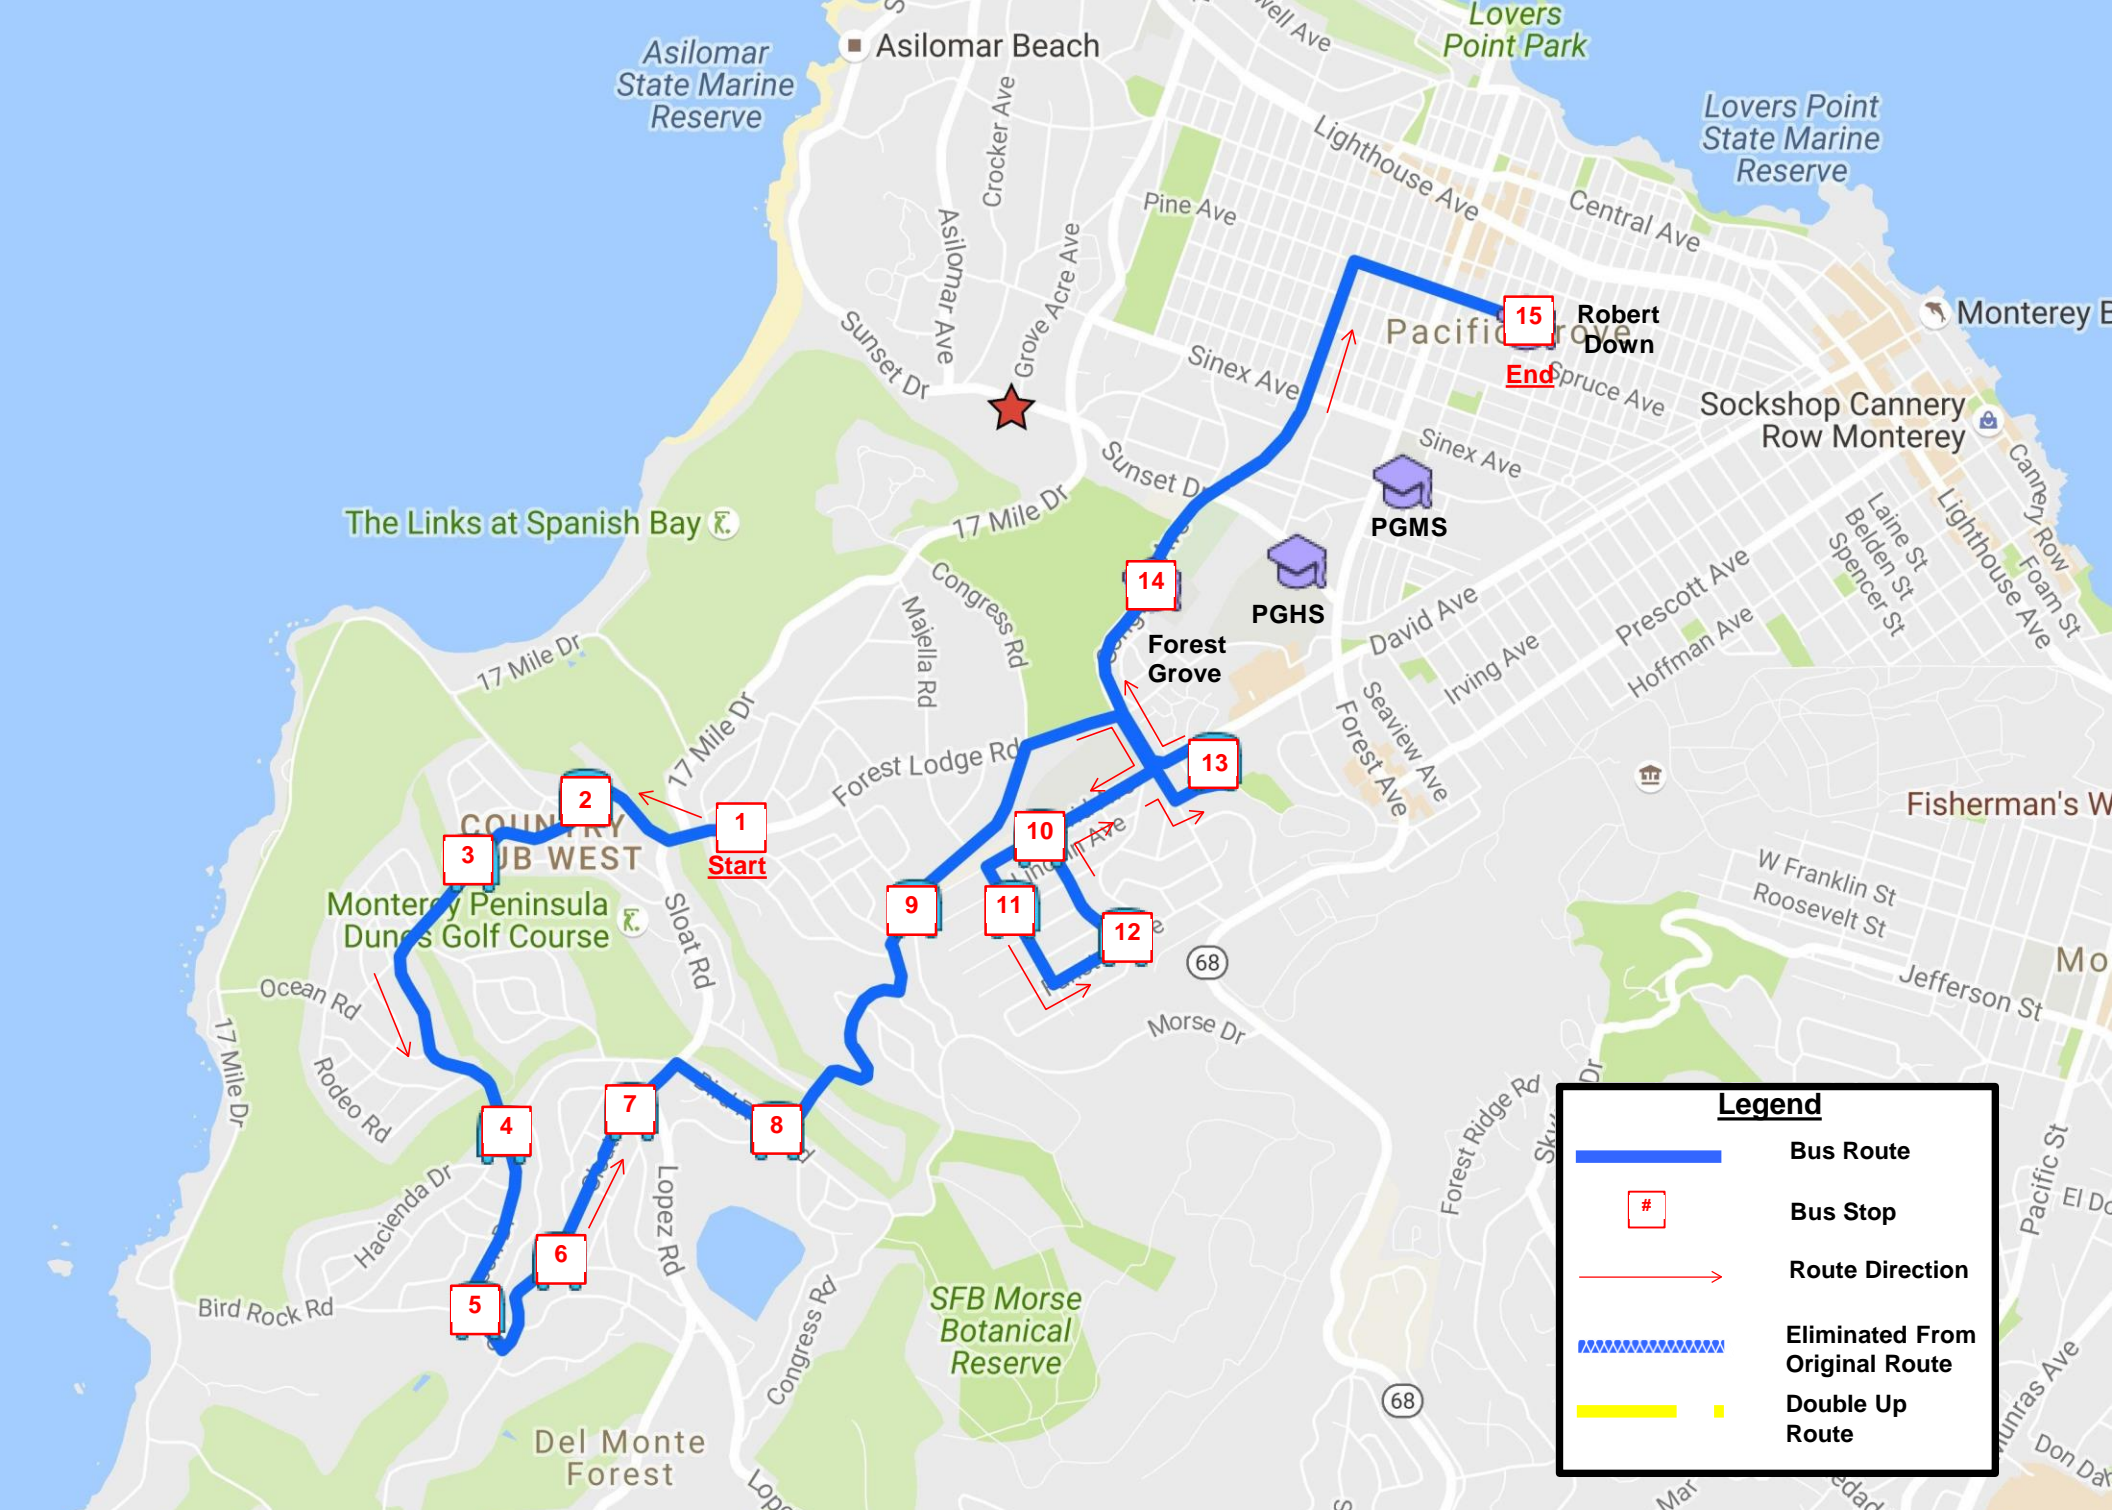 Lovers
Point Park
Asilomar
State Marine
Reserve
Asilomar Beach
Lovers Point
State Marine
Reserve
Crocker Ave
Lighthouse Ave
Pine Ave
Central Ave
Asilomar Ave
Grove Acre Ave
Monterey B
15
Robert
Down
End
Sunset Dr
Sinex Ave
Spruce Ave
Sockshop Cannery
Row Monterey
Sinex Ave
Sunset Dr
Cannery Row
The Links at Spanish Bay
17 Mile Dr
PGMS
Laine St
Belden St
Spencer St
Lighthouse Ave
Foam St
Congress Rd
14
PGHS
David Ave
Prescott Ave
Hoffman Ave
Irving Ave
Majella Rd
Forest
Grove
17 Mile Dr
17 Mile Dr
Forest Ave
Seaview Ave
Forest Lodge Rd
13
Forest Ave
2
1
Start
10
3
Fisherman's W
Monterey Peninsula
Dunes Golf Course
Sloat Rd
9
11
12
W Franklin St
Roosevelt St
68
Mo
Jefferson St
Ocean Rd
17 Mile Dr
Morse Dr
Rodeo Rd
7
8
4
Forest Ridge Rd
Legend
Bus Route
#
Bus Stop
Route Direction
Eliminated From
Original Route
Double Up
Route
Hacienda Dr
Lopez Rd
6
5
Bird Rock Rd
Congress Rd
SFB Morse
Botanical
Reserve
Pacific St
68
Del Monte
Forest